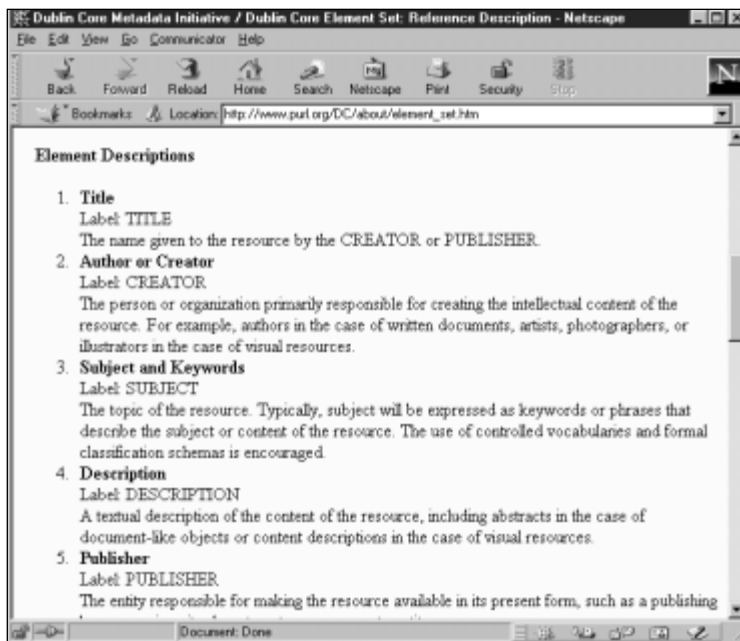 Dublin Core Metadata Initiative / Dublin Core Element Set: Reference Description - Netscape
File Edit View Go Communicator Help
Back Forward Reload Home Search Netscape Print Security Stop
Bookmarks Location: http://www.purl.org/DC/about/element_set.htm
Element Descriptions
1. Title
Label: TITLE
The name given to the resource by the CREATOR or PUBLISHER.
2. Author or Creator
Label: CREATOR
The person or organization primarily responsible for creating the intellectual content of the
resource. For example, authors in the case of written documents, artists, photographers, or
illustrators in the case of visual resources.
3. Subject and Keywords
Label: SUBJECT
The topic of the resource. Typically, subject will be expressed as keywords or phrases that
describe the subject or content of the resource. The use of controlled vocabularies and formal
classification schemas is encouraged.
4. Description
Label: DESCRIPTION
A textual description of the content of the resource, including abstracts in the case of
document-like objects or content descriptions in the case of visual resources.
5. Publisher
Label: PUBLISHER
The entity responsible for making the resource available in its present form, such as a publishing
Document: Done